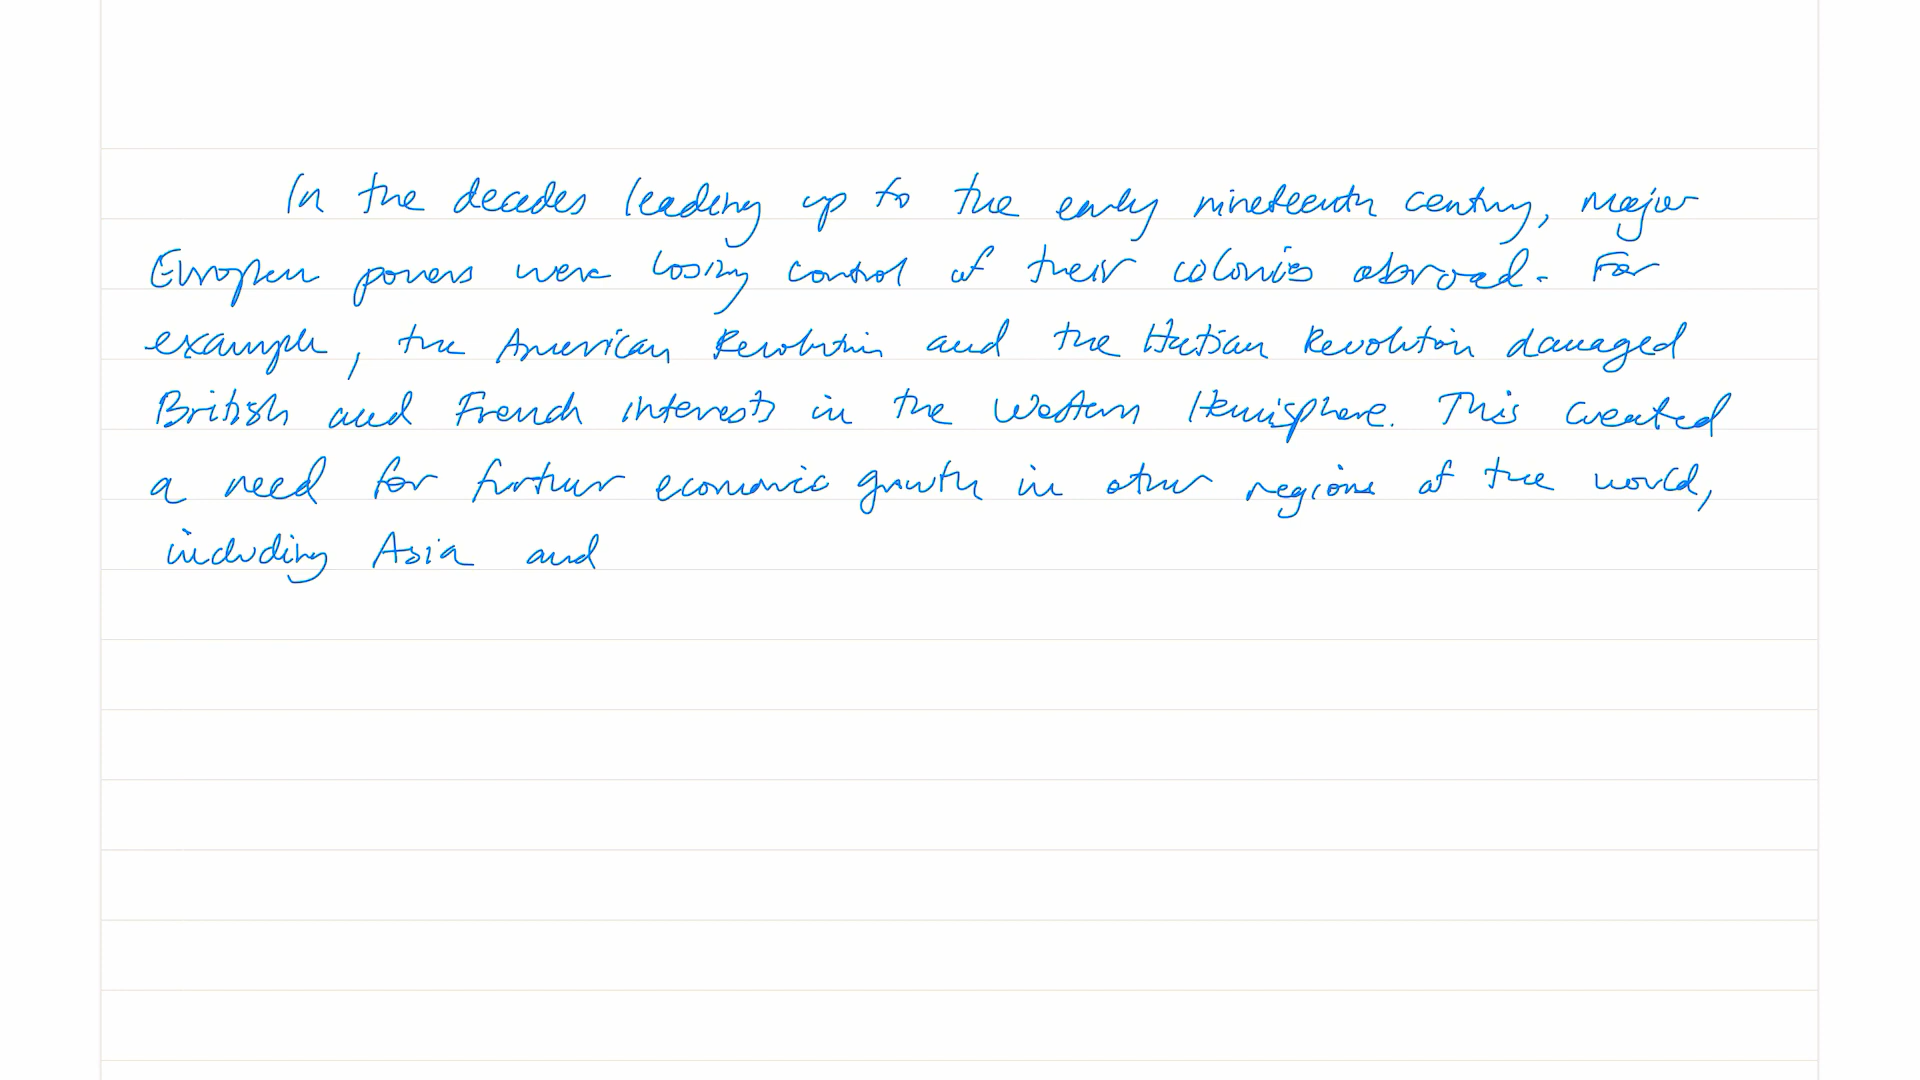 In the decades leading up to the early nineteenth century, major
European powers were losing control of their colonies abroad. For
example, the American Revolution and the Haitian Revolution damaged
British and French interests in the Western Hemisphere. This created
a need for further economic growth in other regions of the world,
including Asia and